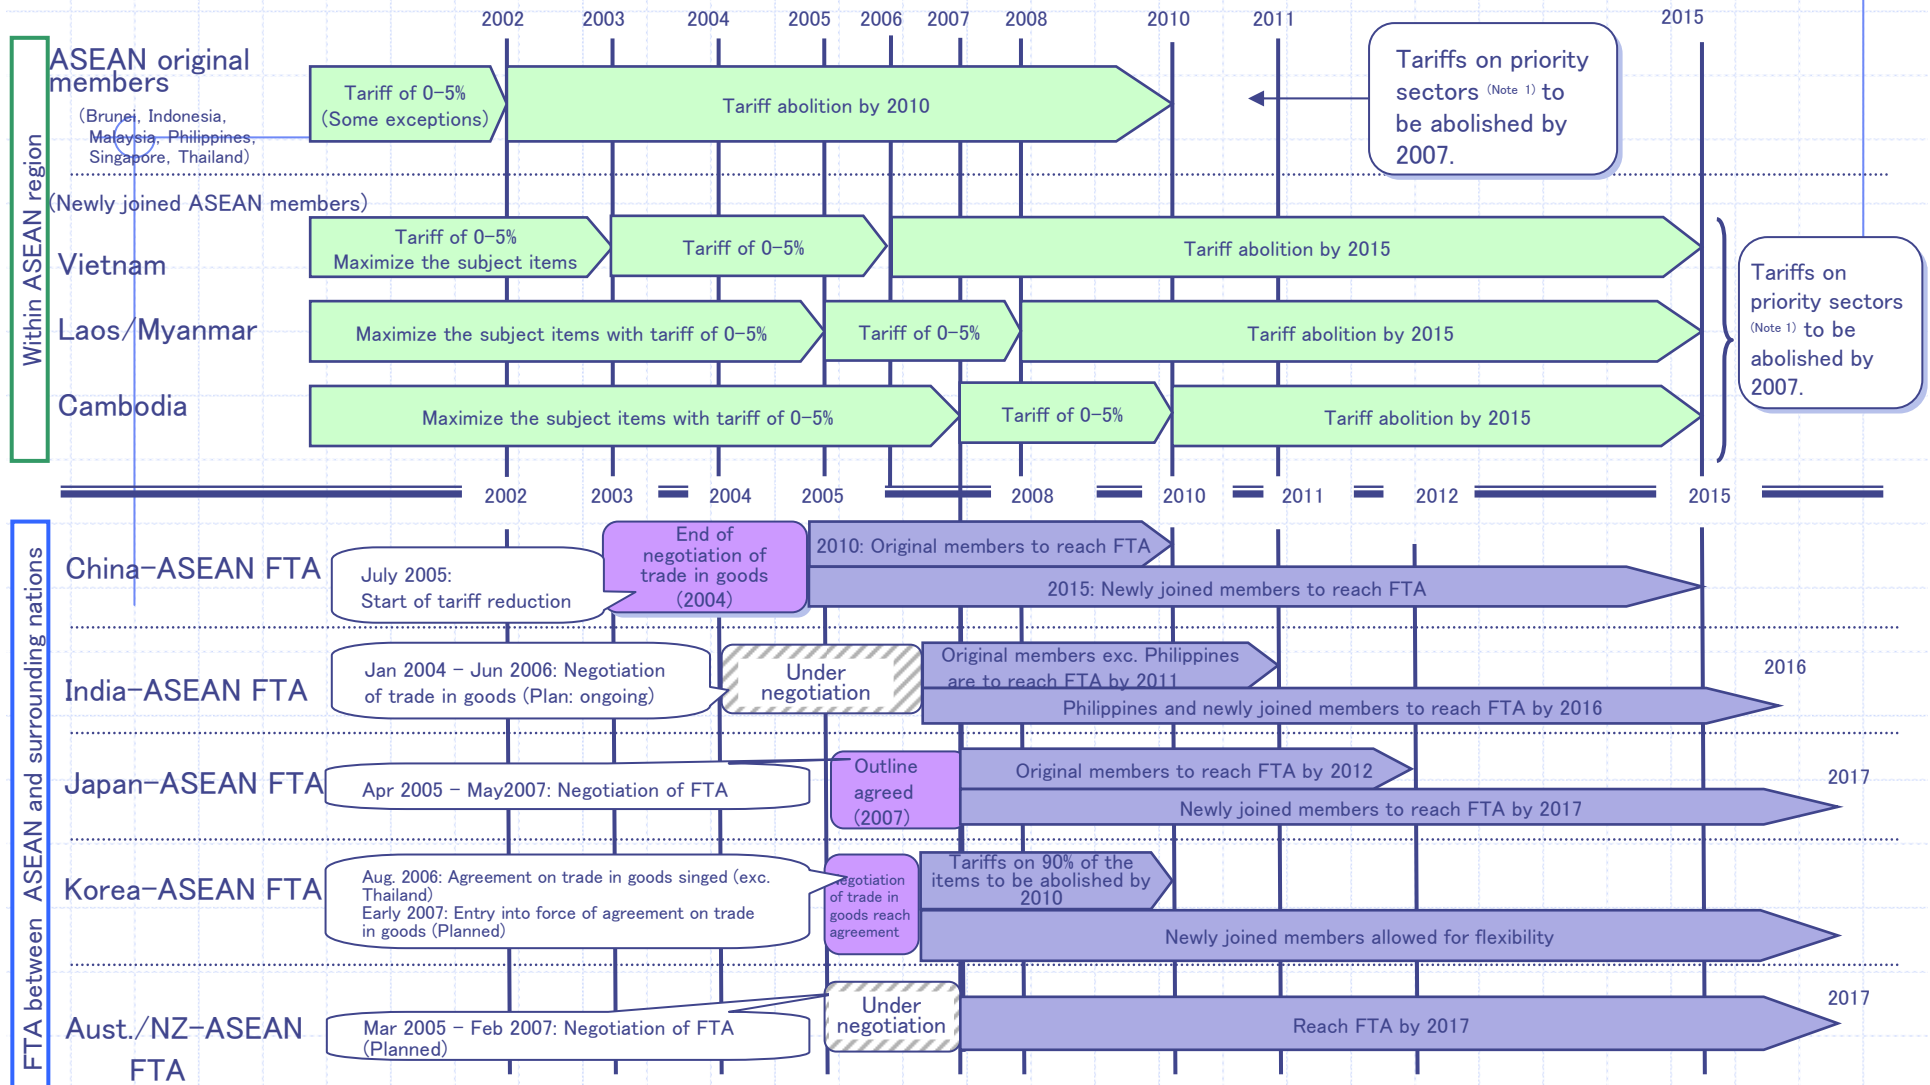 2002 2003 2004 2005 2006 2007 2008 2010 2011 2015
Within ASEAN region
ASEAN original
members
(Brunei, Indonesia,
Malaysia, Philippines,
Singapore, Thailand)
Tariff of 0-5%
(Some exceptions)
Tariff abolition by 2010
Tariffs on priority
sectors (Note 1) to
be abolished by
2007.
(Newly joined ASEAN members)
Vietnam
Tariff of 0-5%
Maximize the subject items
Tariff of 0-5%
Tariff abolition by 2015
Laos/Myanmar
Maximize the subject items with tariff of 0-5%
Tariff of 0-5%
Tariff abolition by 2015
Cambodia
Maximize the subject items with tariff of 0-5%
Tariff of 0-5%
Tariff abolition by 2015
Tariffs on
priority sectors
(Note 1) to be
abolished by
2007.
2002 2003 2004 2005 2008 2010 2011 2012 2015
FTA between ASEAN and surrounding nations
China-ASEAN FTA
July 2005:
Start of tariff reduction
End of
negotiation of
trade in goods
(2004)
2010: Original members to reach FTA
2015: Newly joined members to reach FTA
India-ASEAN FTA
Jan 2004 - Jun 2006: Negotiation
of trade in goods (Plan: ongoing)
Under
negotiation
Original members exc. Philippines
are to reach FTA by 2011
Philippines and newly joined members to reach FTA by 2016
2016
Japan-ASEAN FTA
Apr 2005 - May2007: Negotiation of FTA
Outline
agreed
(2007)
Original members to reach FTA by 2012
Newly joined members to reach FTA by 2017
2017
Korea-ASEAN FTA
Aug. 2006: Agreement on trade in goods singed (exc.
Thailand)
Early 2007: Entry into force of agreement on trade
in goods (Planned)
egotiation
of trade in
goods reach
agreement
Tariffs on 90% of the
items to be abolished by
2010
Newly joined members allowed for flexibility
Aust./NZ-ASEAN
FTA
Mar 2005 - Feb 2007: Negotiation of FTA
(Planned)
Under
negotiation
Reach FTA by 2017
2017